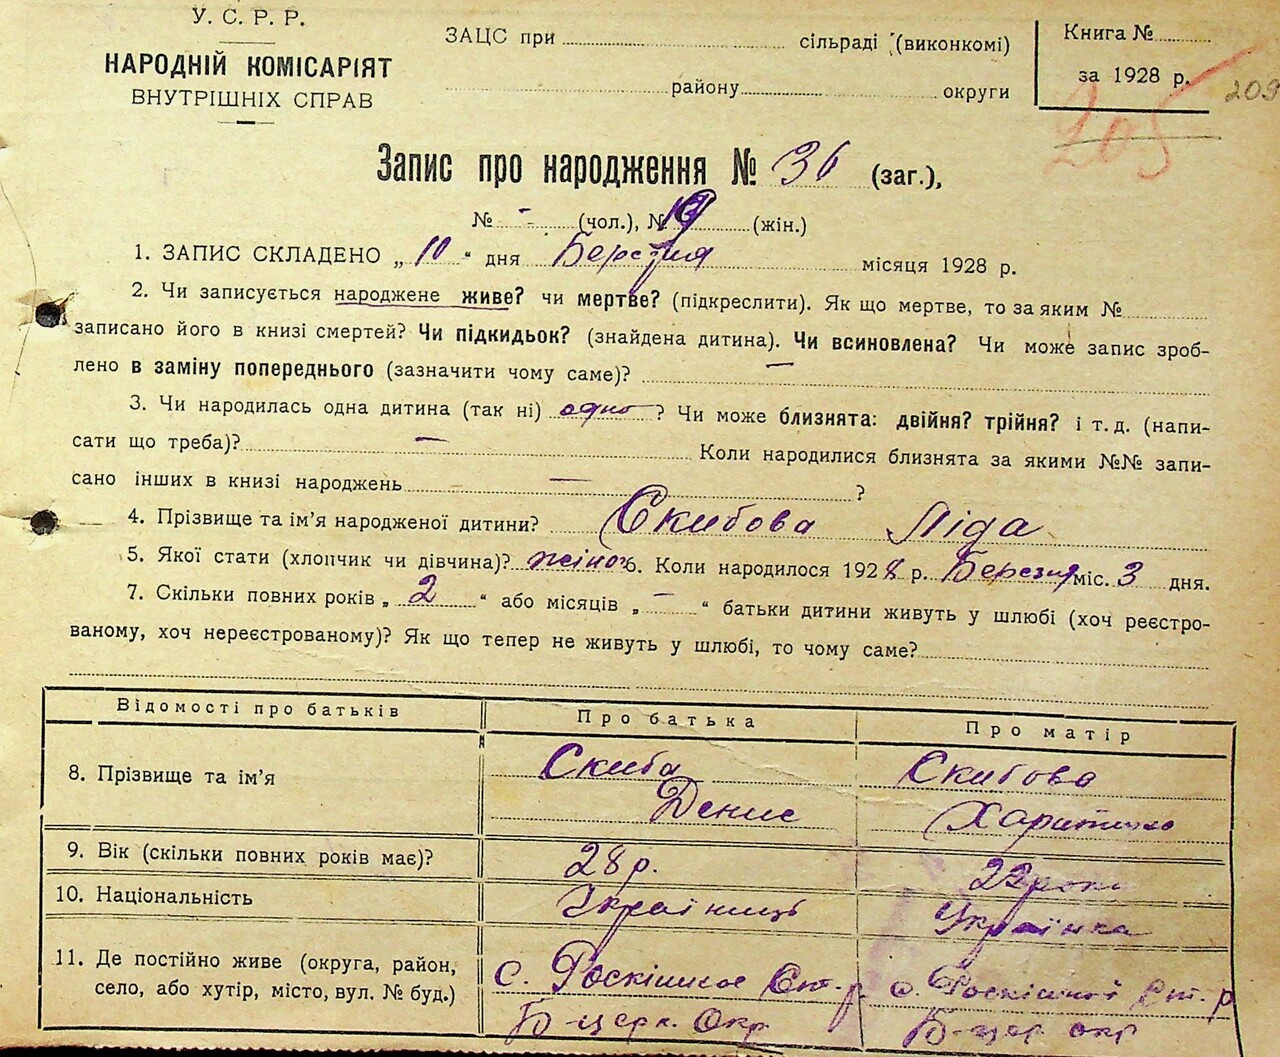 У. С. Р. Р.
НАРОДНІЙ КОМІСАРІЯТ
ВНУТРІШНІХ СПРАВ
ЗАЦС при сільраді (виконкомі)
району округи
Книга №
за 1928 р.
205
209
Запис про народження № 36 (заг.),
№ - (чол.), № 19 (жін.)
1. ЗАПИС СКЛАДЕНО „ 10 “ дня Березня місяця 1928 р.
2. Чи записується народжене живе? чи мертве? (підкреслити). Як що мертве, то за яким №
записано його в книзі смертей? Чи підкидьок? (знайдена дитина). Чи всиновлена? Чи може запис зроб-
лено в заміну попереднього (зазначити чому саме)? —
3. Чи народилась одна дитина (так ні) одно ? Чи може близнята: двійня? трійня? і т. д. (напи-
сати що треба)? — Коли народилися близнята за якими №№ запи-
сано інших в книзі народжень — ?
4. Прізвище та ім’я народженої дитини? Скибова Ліда
5. Якої стати (хлопчик чи дівчина)? жіноч 6. Коли народилося 1928 р. Березня міс. 3 дня.
7. Скільки повних років „ 2 “ або місяців „ — “ батьки дитини живуть у шлюбі (хоч реєстро-
ваному, хоч нереєстрованому)? Як що тепер не живуть у шлюбі, то чому саме?
Відомості про батьків Про батька Про матір
8. Прізвище та ім’я Скиба Скибова
Денис
9. Вік (скільки повних років має)? 28 р. 22 роки
10. Національність Українець Українка
11. Де постійно живе (округа, район, с. Роскішное Ст. р. с. Роскішної Ст. р
село, або хутір, місто, вул. № буд.) Б-церк. Окр Б-цер окр